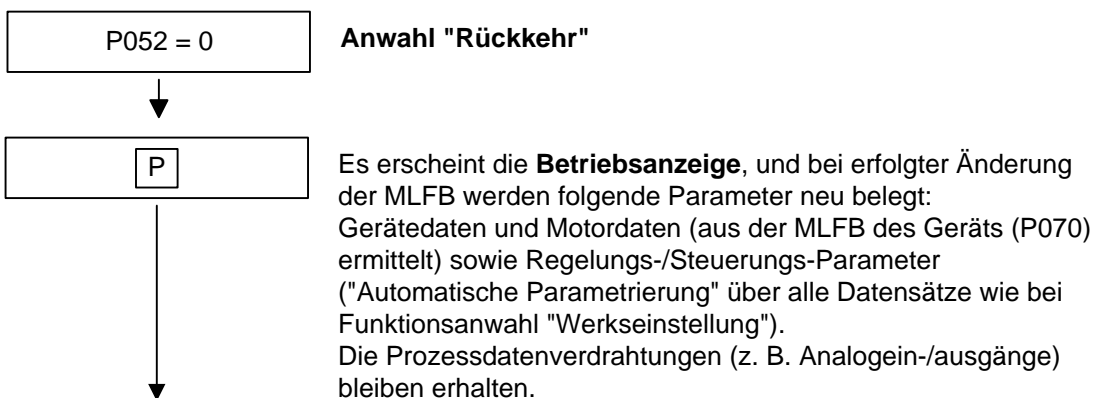 P052 = 0
Anwahl "Rückkehr"
P
Es erscheint die Betriebsanzeige, und bei erfolgter Änderung
der MLFB werden folgende Parameter neu belegt:
Gerätedaten und Motordaten (aus der MLFB des Geräts (P070)
ermittelt) sowie Regelungs-/Steuerungs-Parameter
("Automatische Parametrierung" über alle Datensätze wie bei
Funktionsanwahl "Werkseinstellung").
Die Prozessdatenverdrahtungen (z. B. Analogein-/ausgänge)
bleiben erhalten.